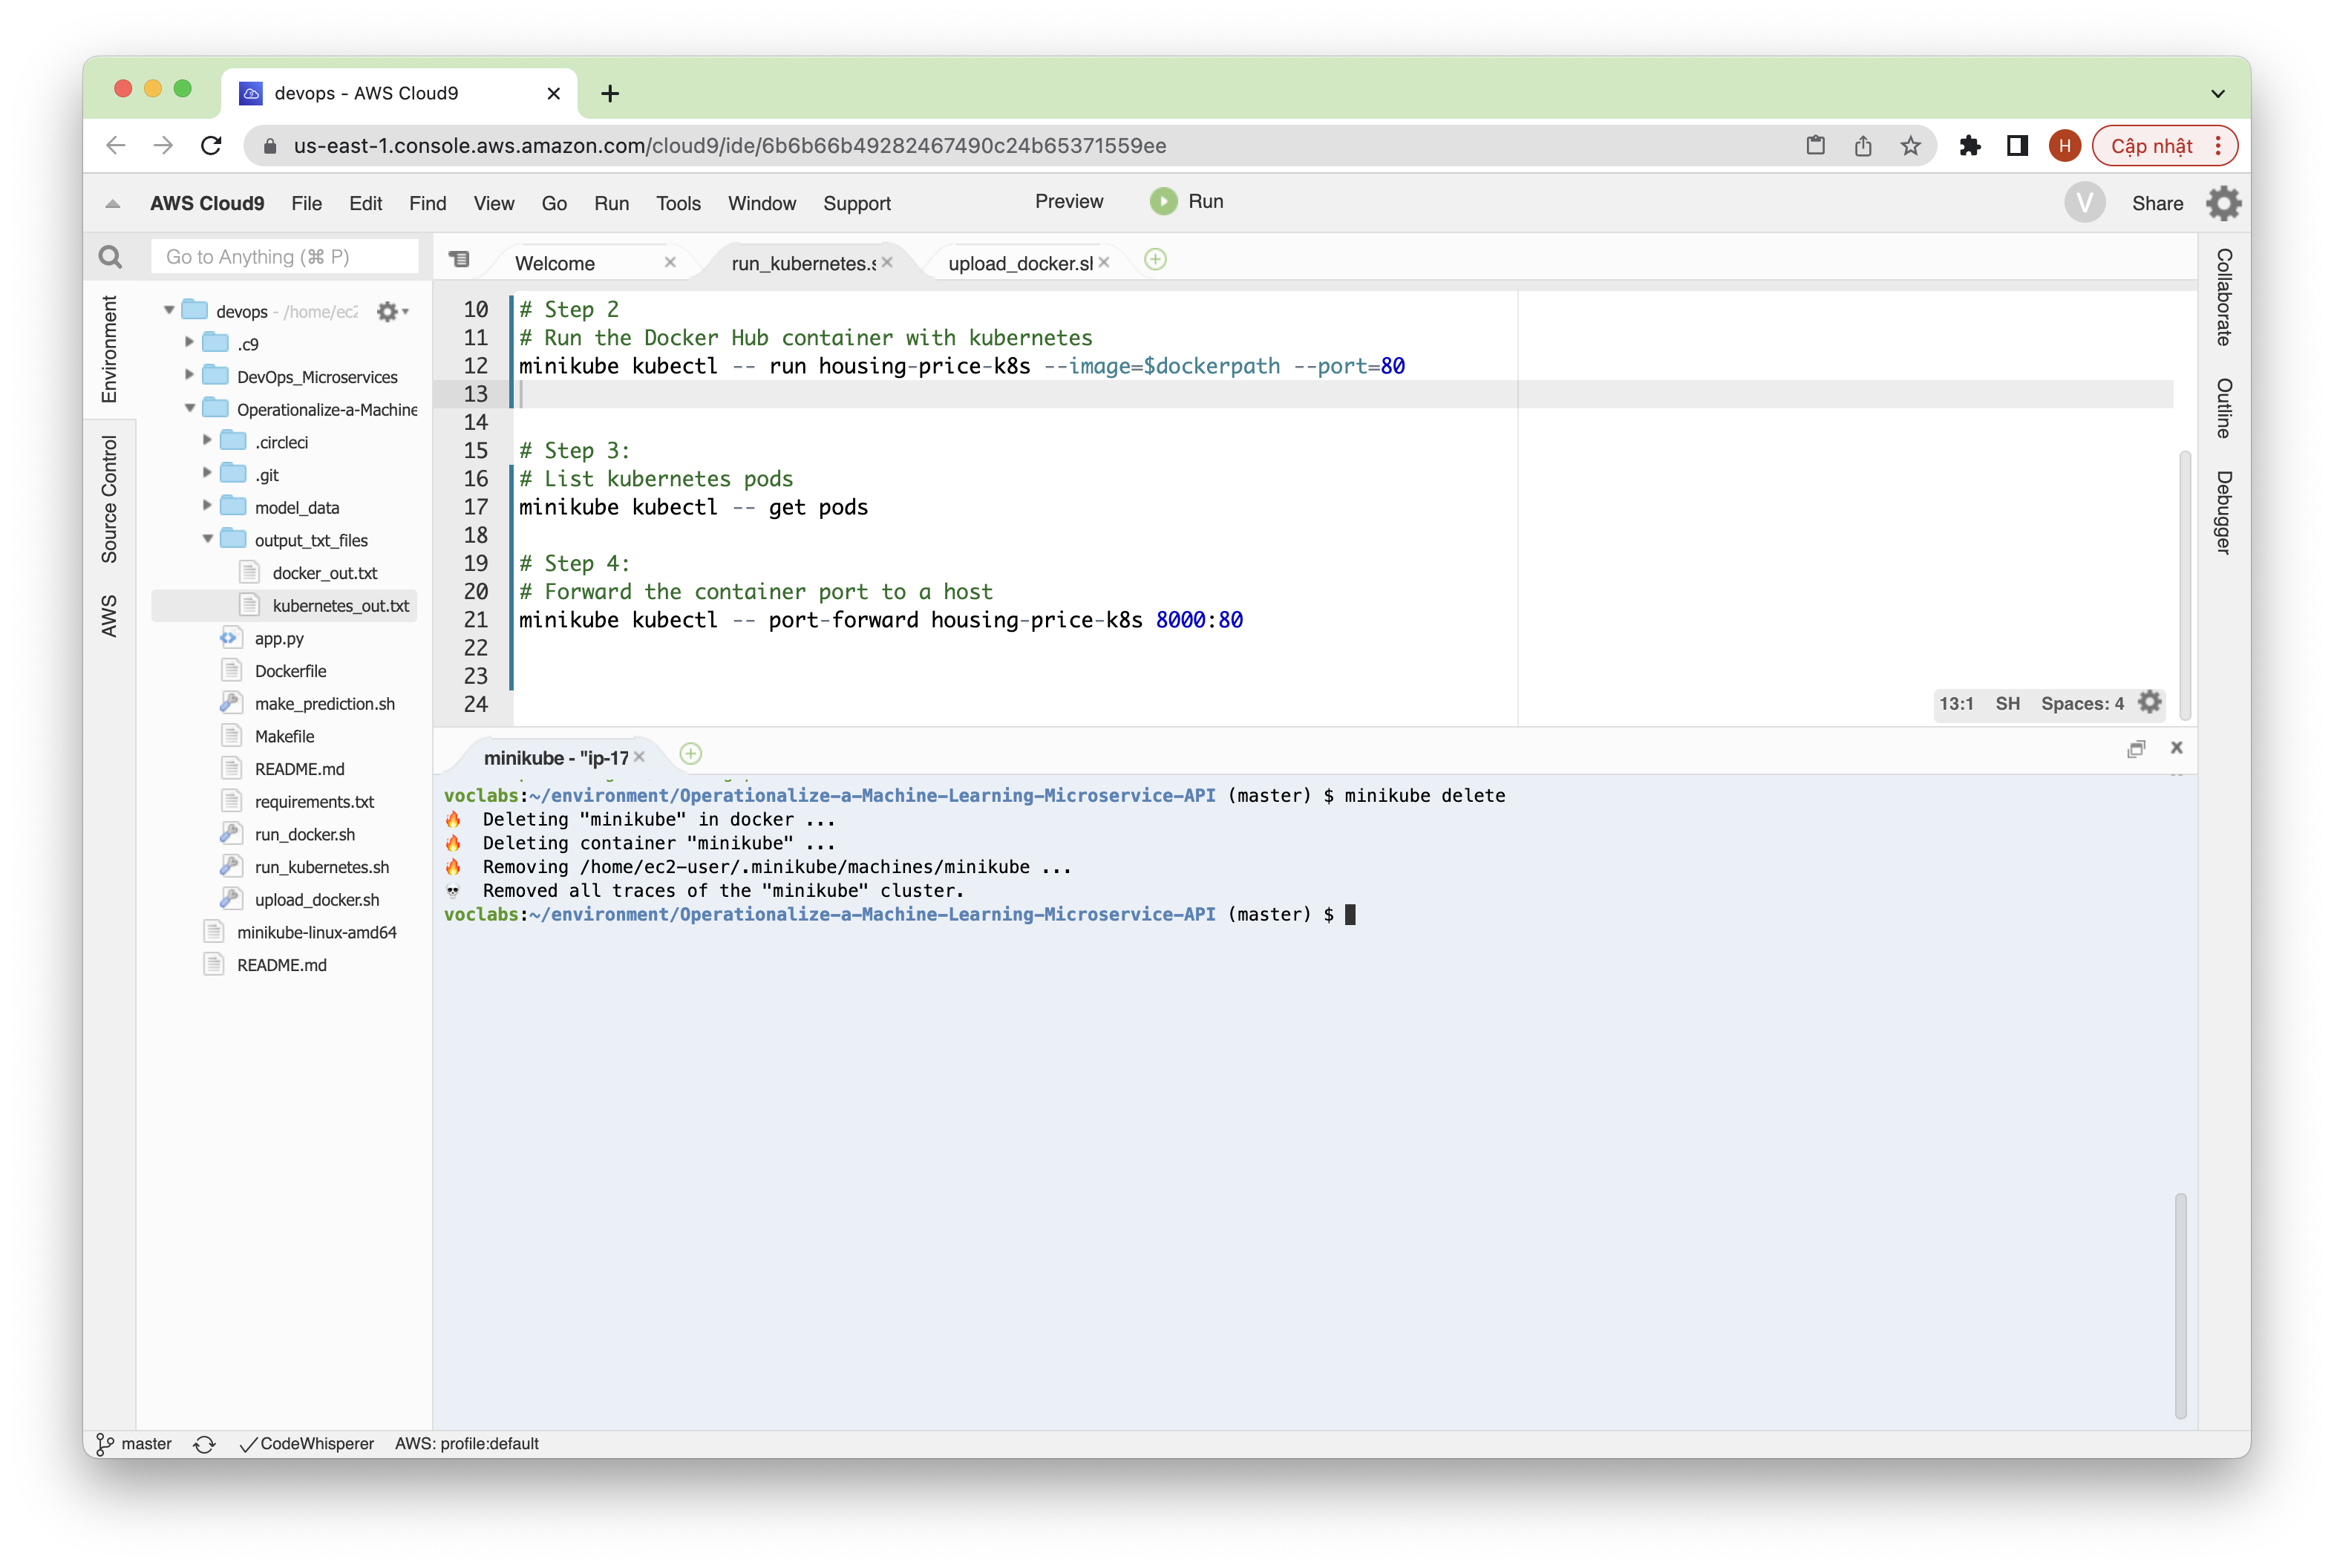 devops - AWS Cloud9
us-east-1.console.aws.amazon.com/cloud9/ide/6b6b66b49282467490c24b65371559ee
H
Cập nhật
AWS Cloud9 File Edit Find View Go Run Tools Window Support Preview Run V Share
Go to Anything (⌘ P)
Welcome
run_kubernetes.s
upload_docker.sl
Environment
Source Control
AWS
devops - /home/ec2
.c9
DevOps_Microservices
Operationalize-a-Machine
.circleci
.git
model_data
output_txt_files
docker_out.txt
kubernetes_out.txt
app.py
Dockerfile
make_prediction.sh
Makefile
README.md
requirements.txt
run_docker.sh
run_kubernetes.sh
upload_docker.sh
minikube-linux-amd64
README.md
10 # Step 2
11 # Run the Docker Hub container with kubernetes
12 minikube kubectl -- run housing-price-k8s --image=$dockerpath --port=80
13
14
15 # Step 3:
16 # List kubernetes pods
17 minikube kubectl -- get pods
18
19 # Step 4:
20 # Forward the container port to a host
21 minikube kubectl -- port-forward housing-price-k8s 8000:80
22
23
24
13:1 SH Spaces: 4
Collaborate
Outline
Debugger
minikube - "ip-17
voclabs:~/environment/Operationalize-a-Machine-Learning-Microservice-API (master) $ minikube delete
🔥 Deleting "minikube" in docker ...
🔥 Deleting container "minikube" ...
🔥 Removing /home/ec2-user/.minikube/machines/minikube ...
💀 Removed all traces of the "minikube" cluster.
voclabs:~/environment/Operationalize-a-Machine-Learning-Microservice-API (master) $
master CodeWhisperer AWS: profile:default